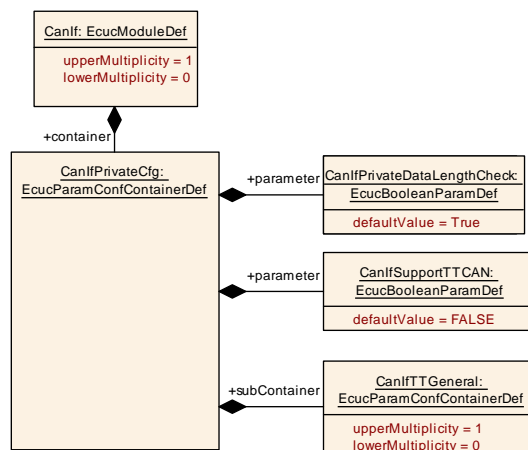 CanIf: EcucModuleDef
upperMultiplicity = 1
lowerMultiplicity = 0
+container
CanIfPrivateCfg:
EcucParamConfContainerDef
+parameter
CanIfPrivateDataLengthCheck:
EcucBooleanParamDef
defaultValue = True
+parameter
CanIfSupportTTCAN:
EcucBooleanParamDef
defaultValue = FALSE
+subContainer
CanIfTTGeneral:
EcucParamConfContainerDef
upperMultiplicity = 1
lowerMultiplicity = 0